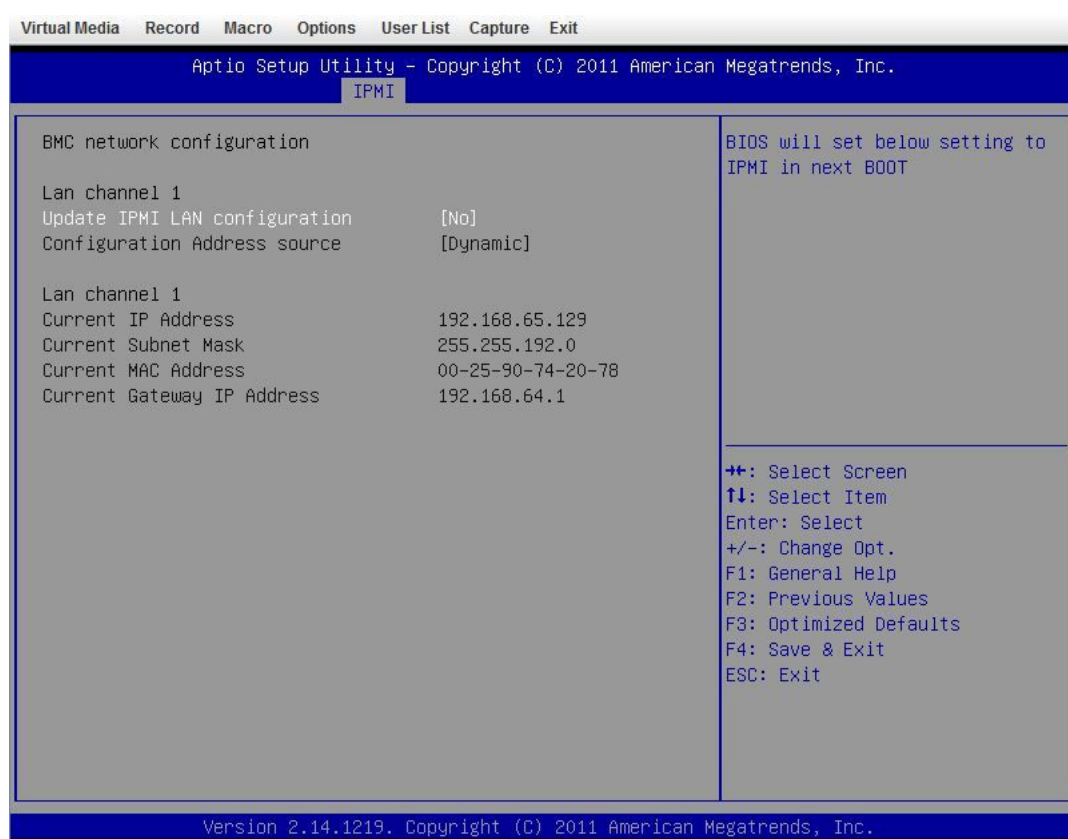 Virtual Media Record Macro Options User List Capture Exit
Aptio Setup Utility – Copyright (C) 2011 American Megatrends, Inc.
IPMI
BMC network configuration
Lan channel 1
Update IPMI LAN configuration [No]
Configuration Address source [Dynamic]
Lan channel 1
Current IP Address 192.168.65.129
Current Subnet Mask 255.255.192.0
Current MAC Address 00-25-90-74-20-78
Current Gateway IP Address 192.168.64.1
BIOS will set below setting to
IPMI in next BOOT
→←: Select Screen
↑↓: Select Item
Enter: Select
+/-: Change Opt.
F1: General Help
F2: Previous Values
F3: Optimized Defaults
F4: Save & Exit
ESC: Exit
Version 2.14.1219. Copyright (C) 2011 American Megatrends, Inc.